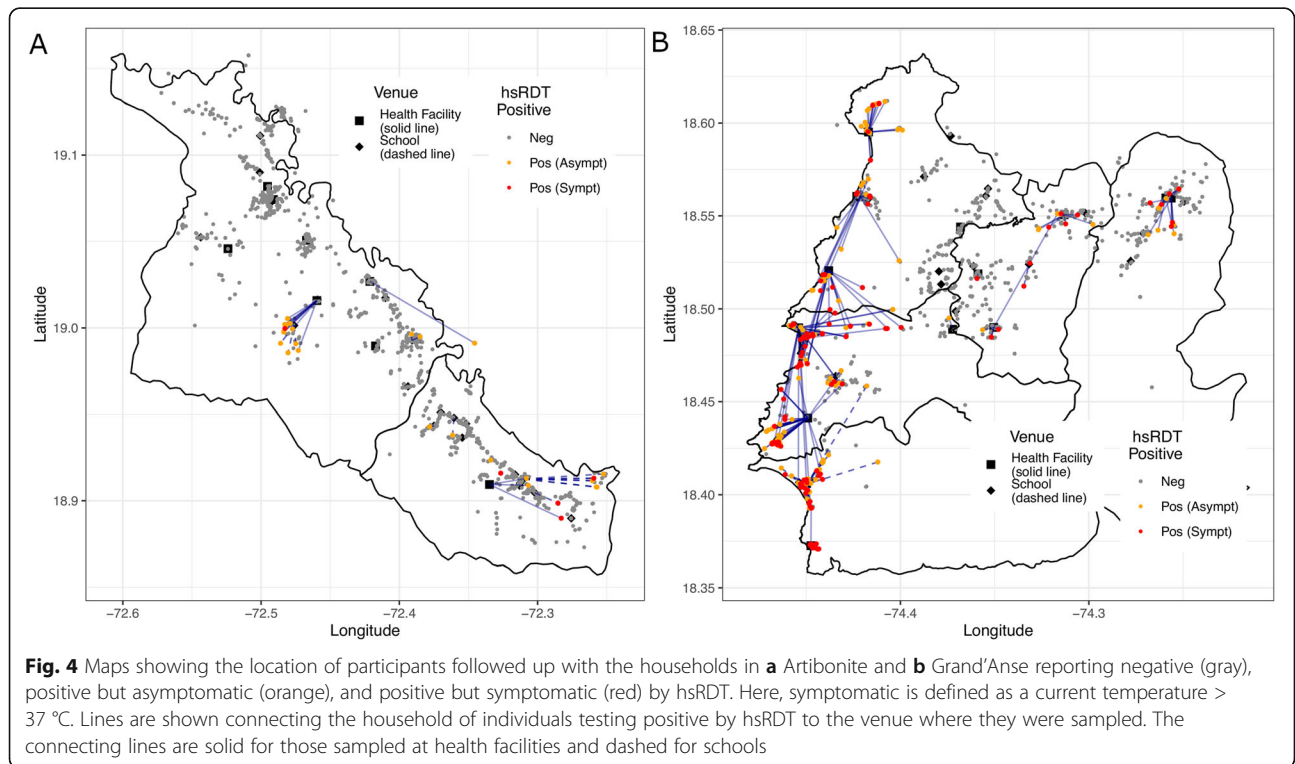 A
Venue
Health Facility
(solid line)
School
(dashed line)
hsRDT
Positive
Neg
Pos (Asympt)
Pos (Sympt)
19.1
19.0
18.9
Latitude
−72.6
−72.5
−72.4
−72.3
Longitude
B
18.65
18.60
18.55
18.50
18.45
18.40
18.35
Latitude
Venue
Health Facility
(solid line)
School
(dashed line)
hsRDT
Positive
Neg
Pos (Asympt)
Pos (Sympt)
−74.4
−74.3
Longitude
Fig. 4 Maps showing the location of participants followed up with the households in a Artibonite and b Grand’Anse reporting negative (gray),
positive but asymptomatic (orange), and positive but symptomatic (red) by hsRDT. Here, symptomatic is defined as a current temperature >
37 °C. Lines are shown connecting the household of individuals testing positive by hsRDT to the venue where they were sampled. The
connecting lines are solid for those sampled at health facilities and dashed for schools